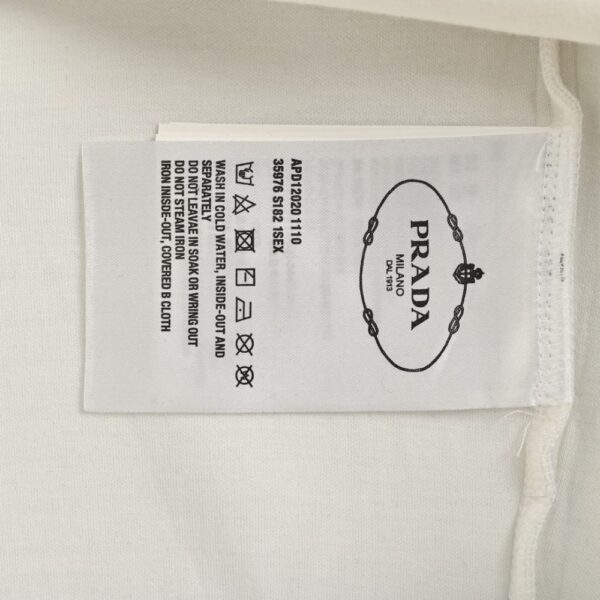 PRADA
MILANO
DAL 1913
APD12020 1110
35976 S182 1SEX
WASH IN COLD WATER, INSIDE-OUT AND
SEPARATELY
DO NOT LEAVAE IN SOAK OR WRING OUT
DO NOT STEAM IRON
IRON INISDE-OUT, COVERED B CLOTH